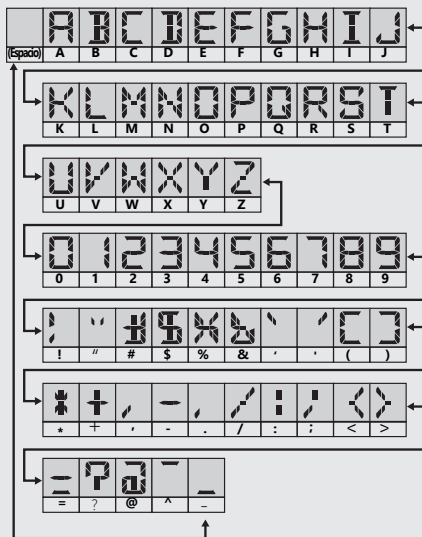 (Espacio) A B C D E F G H I J
K L M N O P Q R S T
U V W X Y Z
0 1 2 3 4 5 6 7 8 9
! " # $ % & ‘ ' ( )
* + , - . / : ; < >
= ? @ ^ _